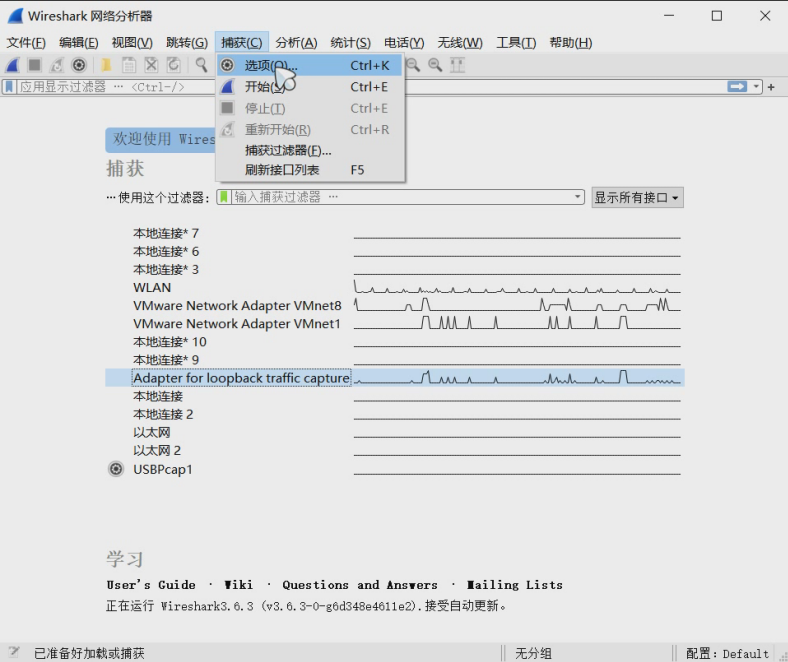 Wireshark 网络分析器
文件(F) 编辑(E) 视图(V) 跳转(G) 捕获(C) 分析(A) 统计(S) 电话(Y) 无线(W) 工具(T) 帮助(H)
选项(O)... Ctrl+K
应用显示过滤器 … <Ctrl-/>
开始(S) Ctrl+E
停止(T) Ctrl+E
重新开始(R) Ctrl+R
捕获过滤器(F)...
刷新接口列表 F5
欢迎使用 Wires
捕获
…使用这个过滤器: 输入捕获过滤器 … 显示所有接口
本地连接* 7
本地连接* 6
本地连接* 3
WLAN
VMware Network Adapter VMnet8
VMware Network Adapter VMnet1
本地连接* 10
本地连接* 9
Adapter for loopback traffic capture
本地连接
本地连接 2
以太网
以太网 2
USBPcap1
学习
User's Guide · Wiki · Questions and Answers · Mailing Lists
正在运行 Wireshark3.6.3 (v3.6.3-0-g6d348e4611e2).接受自动更新。
已准备好加载或捕获 无分组 配置: Default